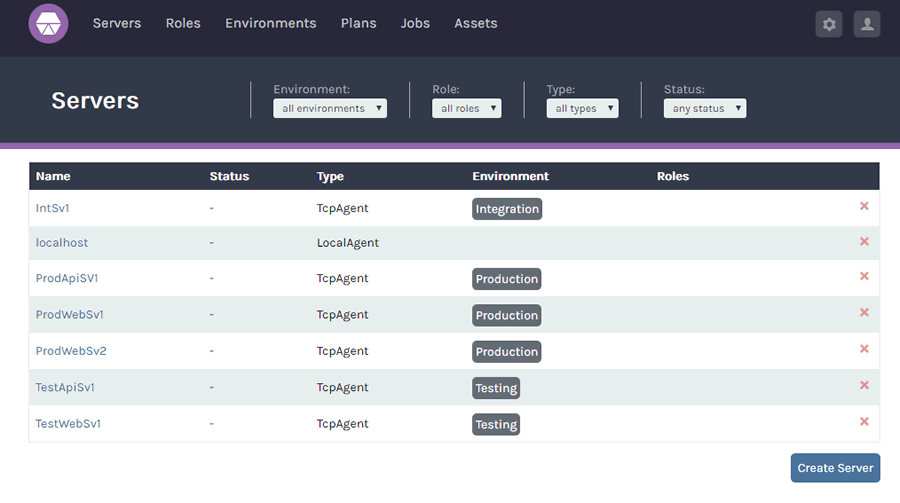 Servers Roles Environments Plans Jobs Assets
Servers
Environment: Role: Type: Status:
all environments all roles all types any status
Name Status Type Environment Roles
IntSv1 - TcpAgent Integration
localhost - LocalAgent
ProdApiSV1 - TcpAgent Production
ProdWebSv1 - TcpAgent Production
ProdWebSv2 - TcpAgent Production
TestApiSv1 - TcpAgent Testing
TestWebSv1 - TcpAgent Testing
Create Server